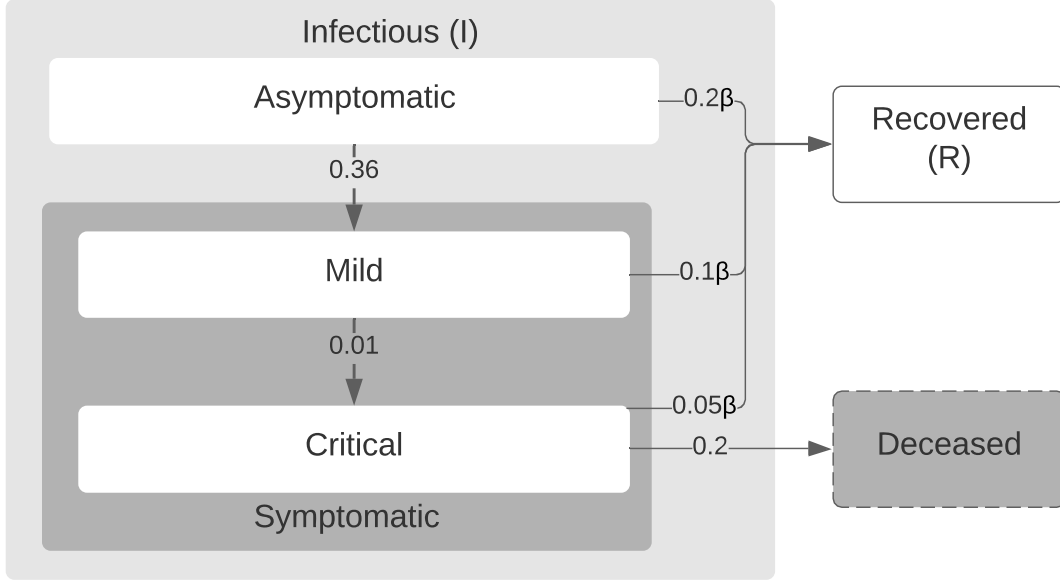 Infectious (I)
Asymptomatic
0.2β
Recovered
(R)
0.36
Mild
0.1β
0.01
0.05β
Critical
0.2
Deceased
Symptomatic